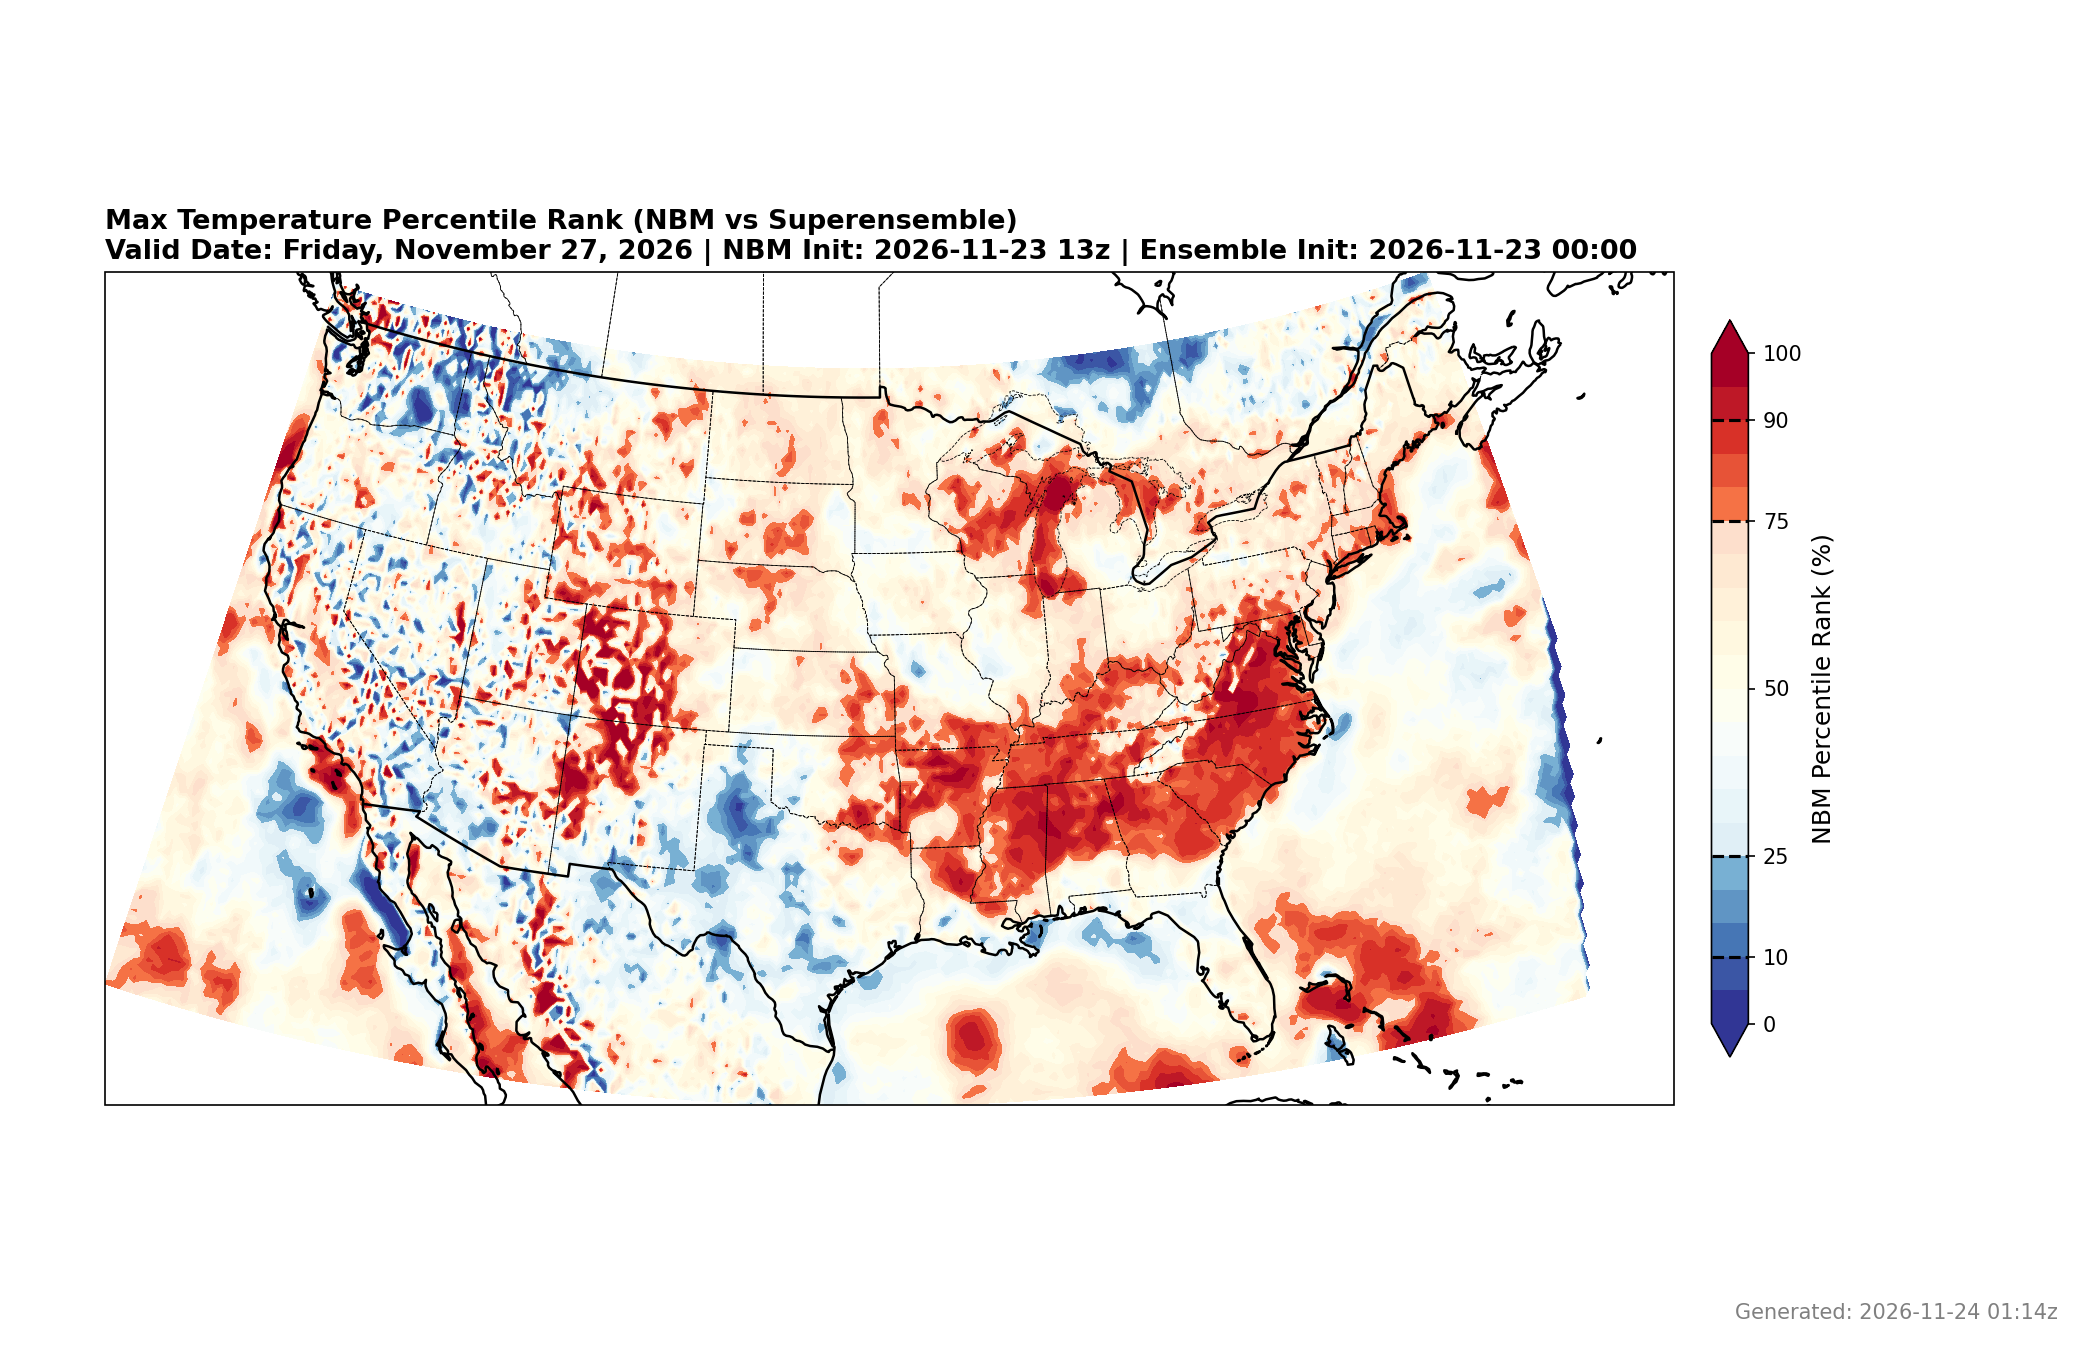 Max Temperature Percentile Rank (NBM vs Superensemble)
Valid Date: Friday, November 27, 2026 | NBM Init: 2026-11-23 13z | Ensemble Init: 2026-11-23 00:00
100
90
75
50
25
10
0
NBM Percentile Rank (%)
Generated: 2026-11-24 01:14z